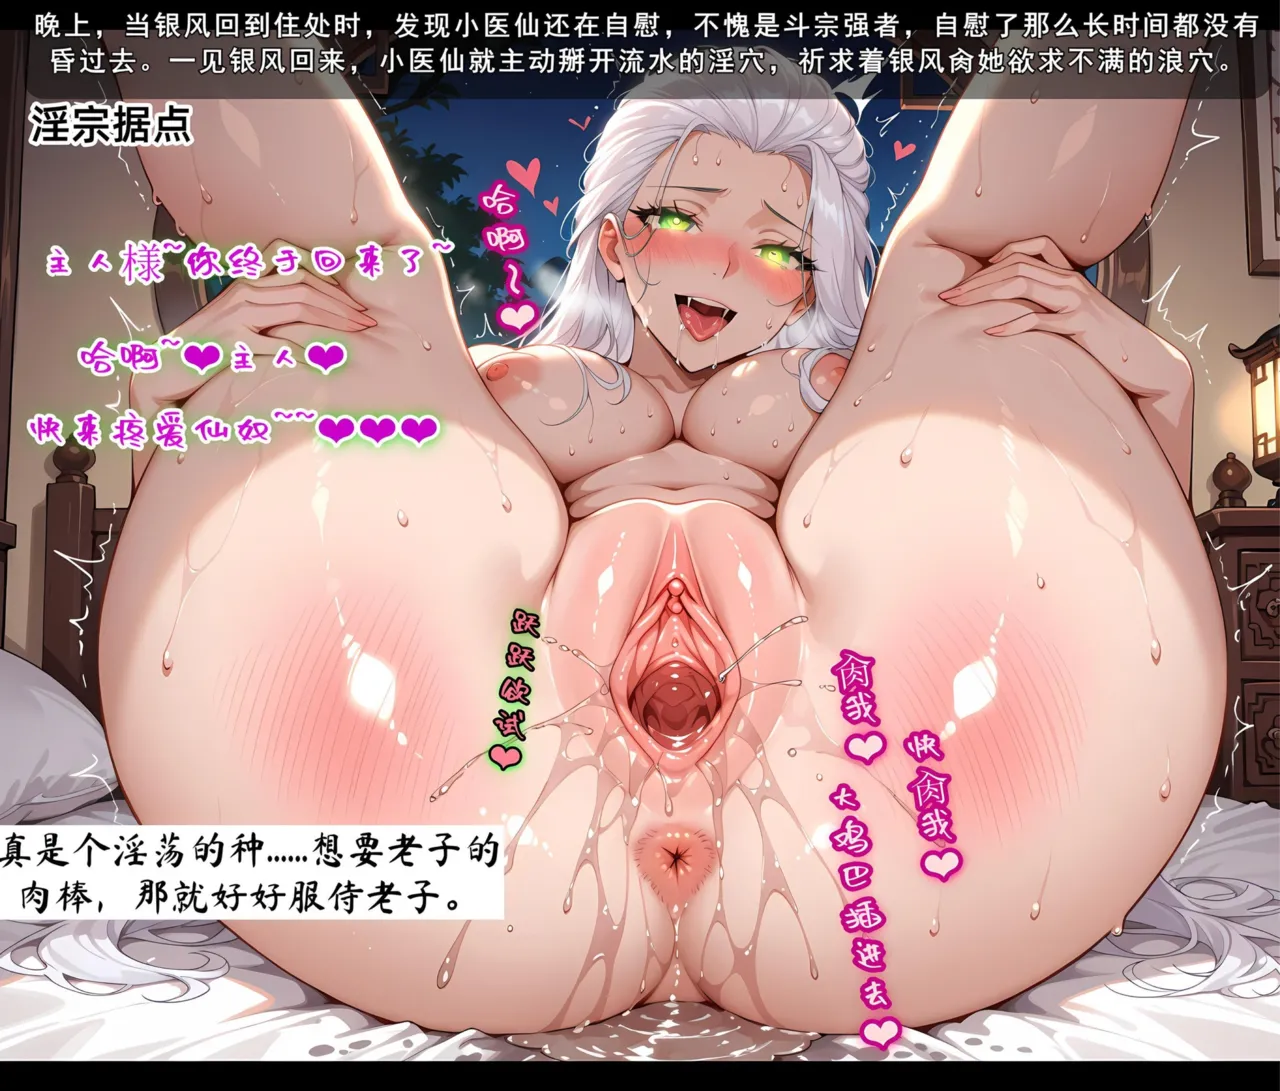 晚上，当银风回到住处时，发现小医仙还在自慰，不愧是斗宗强者，自慰了那么长时间都没有
昏过去。一见银风回来，小医仙就主动掰开流水的淫穴，祈求着银风肏她欲求不满的浪穴。
淫宗据点
哈啊~♥
主人様~你终于回来了~
哈啊~♥主人♥
快来疼爱仙奴~~♥♥♥
肏我♥
快肏我♥
大鸡巴插进去♥
真是个淫荡的种……想要老子的
肉棒，那就好好服侍老子。